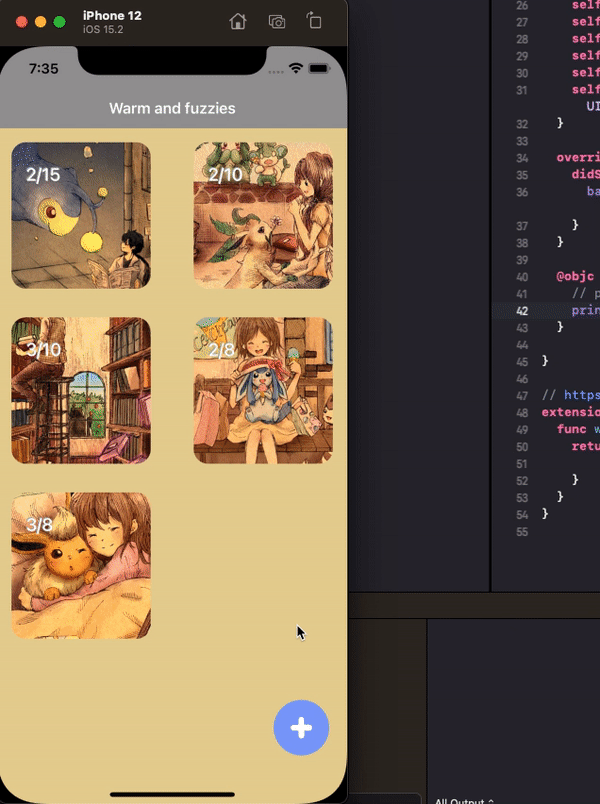 iPhone 12
iOS 15.2
7:35
Warm and fuzzies
2/15
2/10
3/10
2/8
3/8
26 self
27 self
28 self
29 self
30 self
31 self
UI
32 }
33
34 overri
35 didS
36 ba
37 }
38 }
39
40 @objc
41 // p
42 prin
43 }
44
45 }
46
47 // https
48 extensio
49 func w
50 retu
51
52 }
53 }
54 }
55
All Output